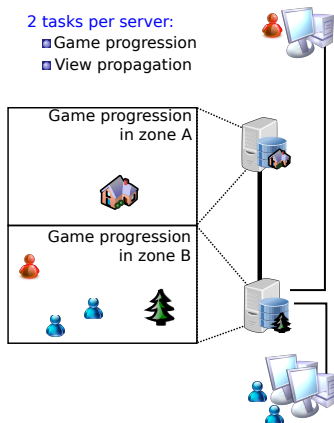 2 tasks per server:
Game progression
View propagation
Game progression
in zone A
Game progression
in zone B